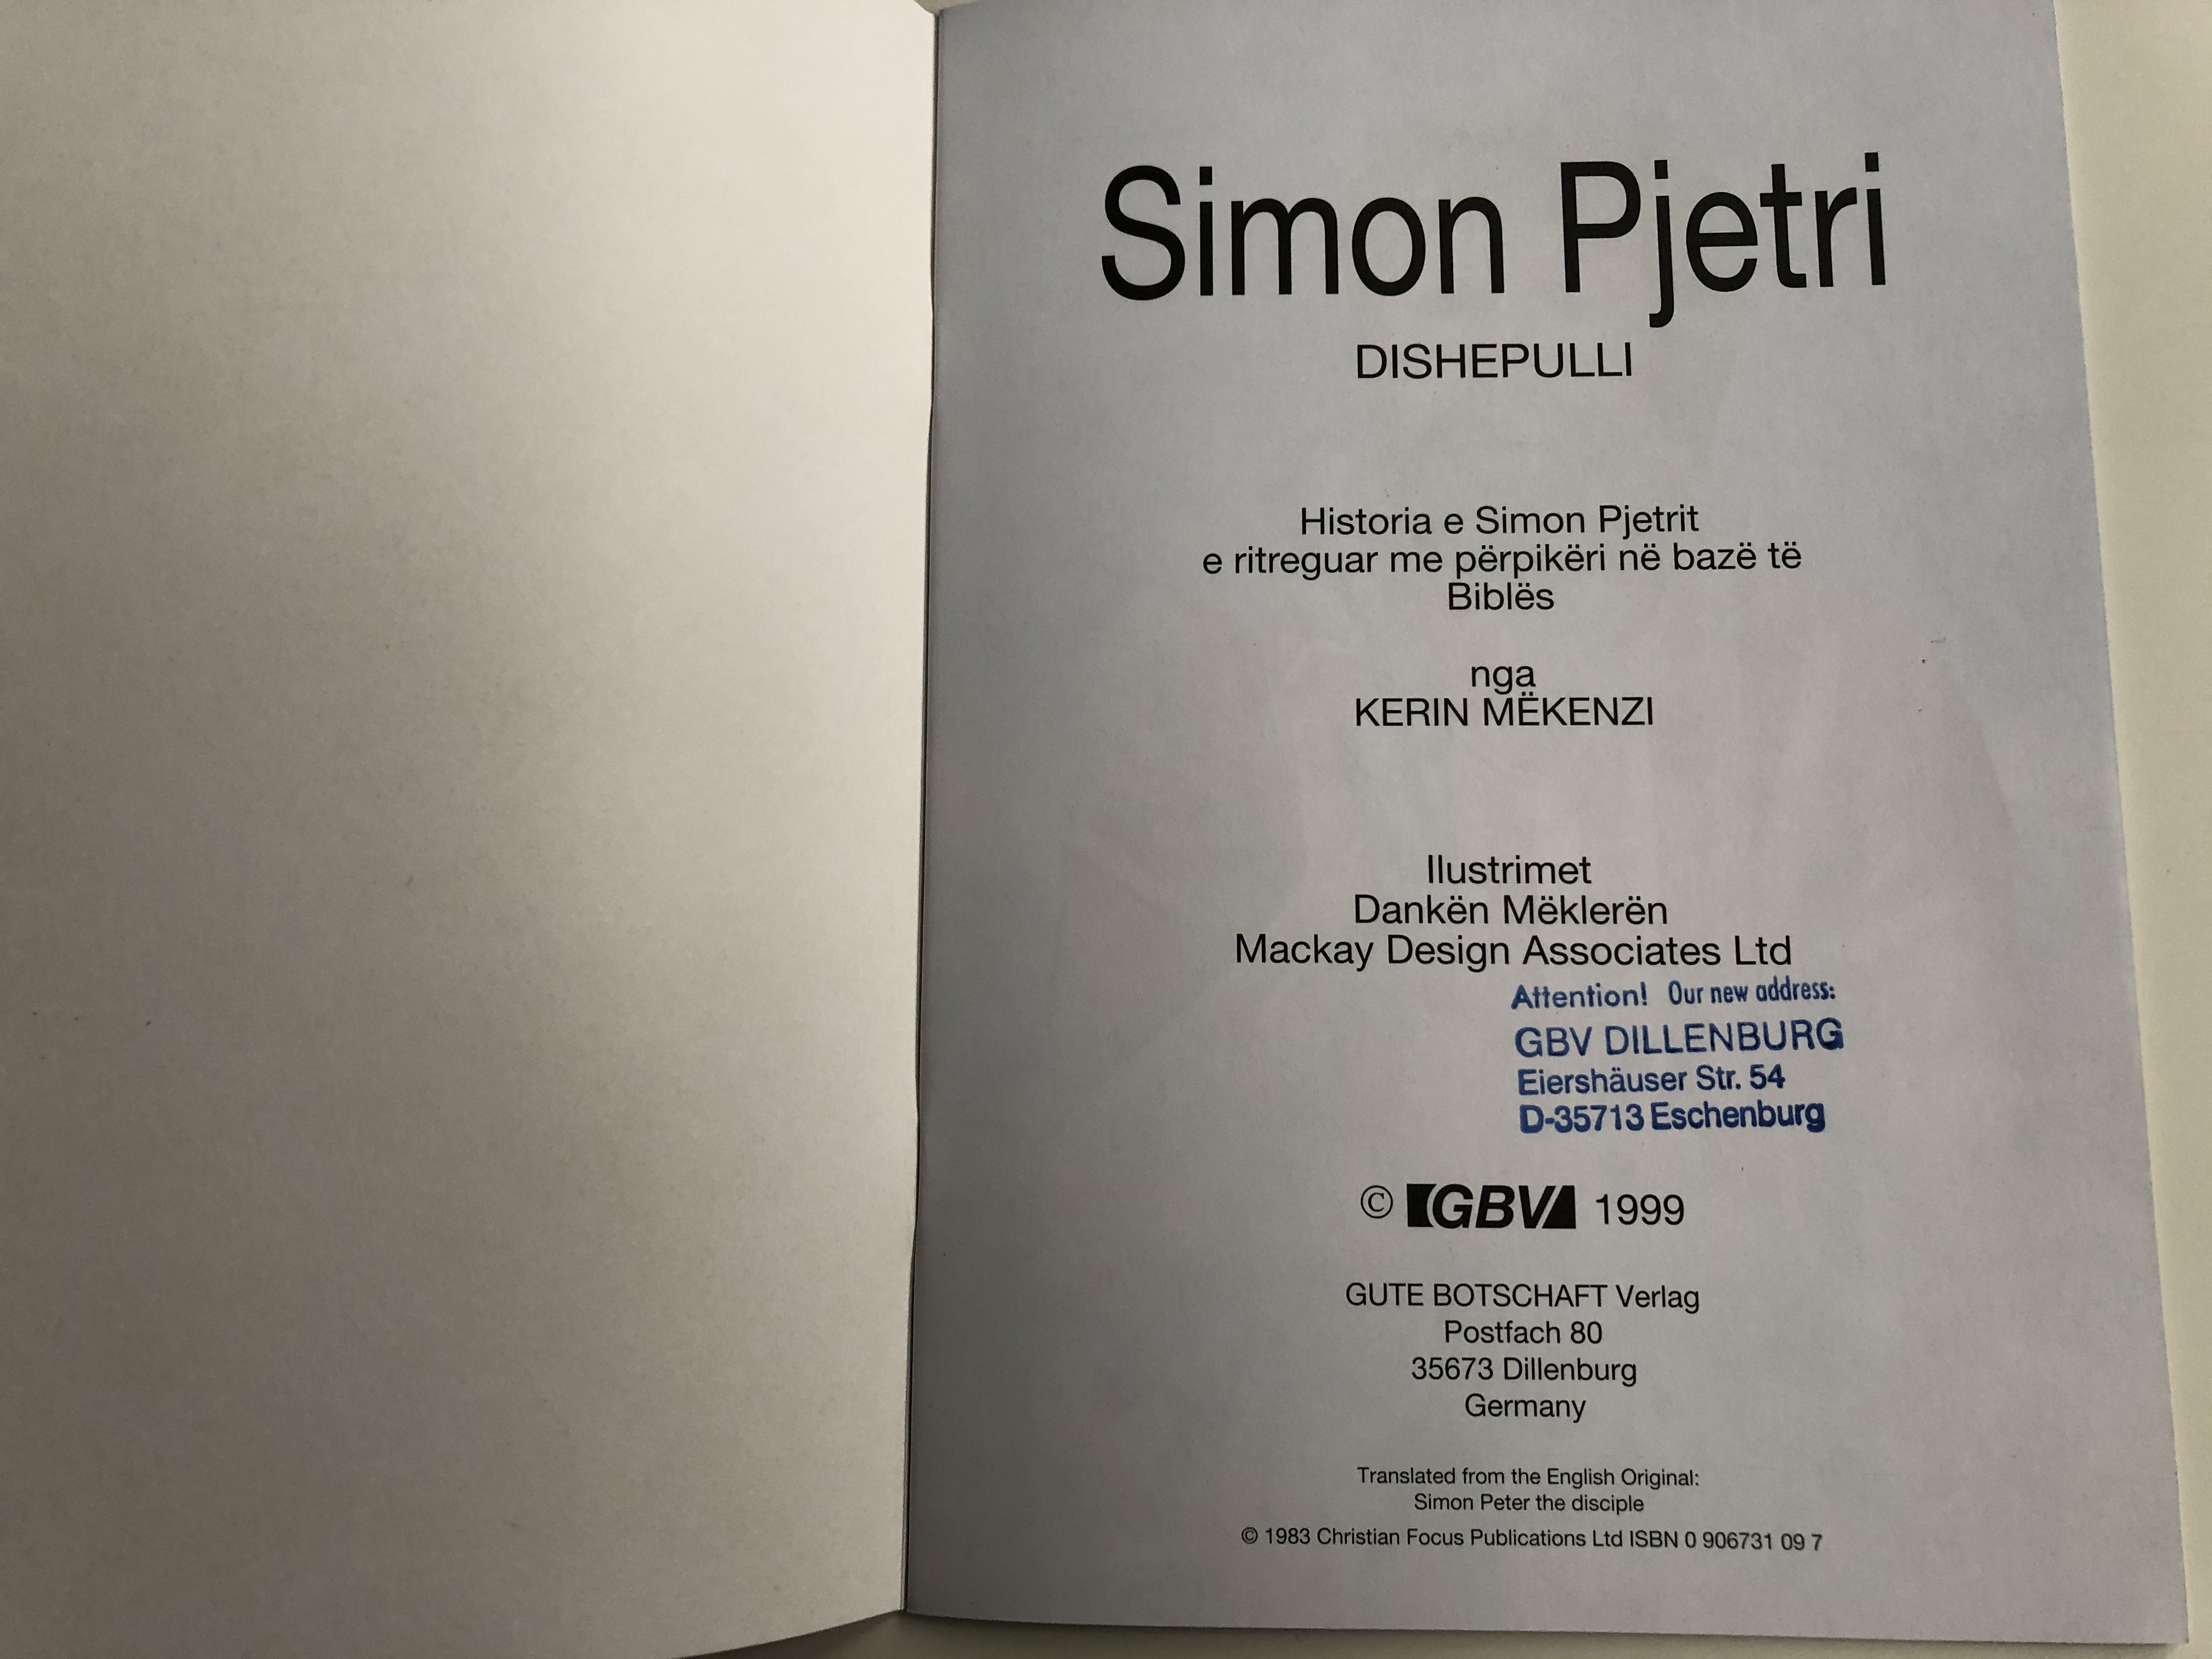 Simon Pjetri
DISHEPULLI
Historia e Simon Pjetrit
e ritreguar me përpikëri në bazë të
Biblës
nga
KERIN MËKENZI
Ilustrimet
Dankën Mëklerën
Mackay Design Associates Ltd
Attention! Our new address:
GBV DILLENBURG
Eiershäuser Str. 54
D-35713 Eschenburg
© GBV 1999
GUTE BOTSCHAFT Verlag
Postfach 80
35673 Dillenburg
Germany
Translated from the English Original:
Simon Peter the disciple
© 1983 Christian Focus Publications Ltd ISBN 0 906731 09 7